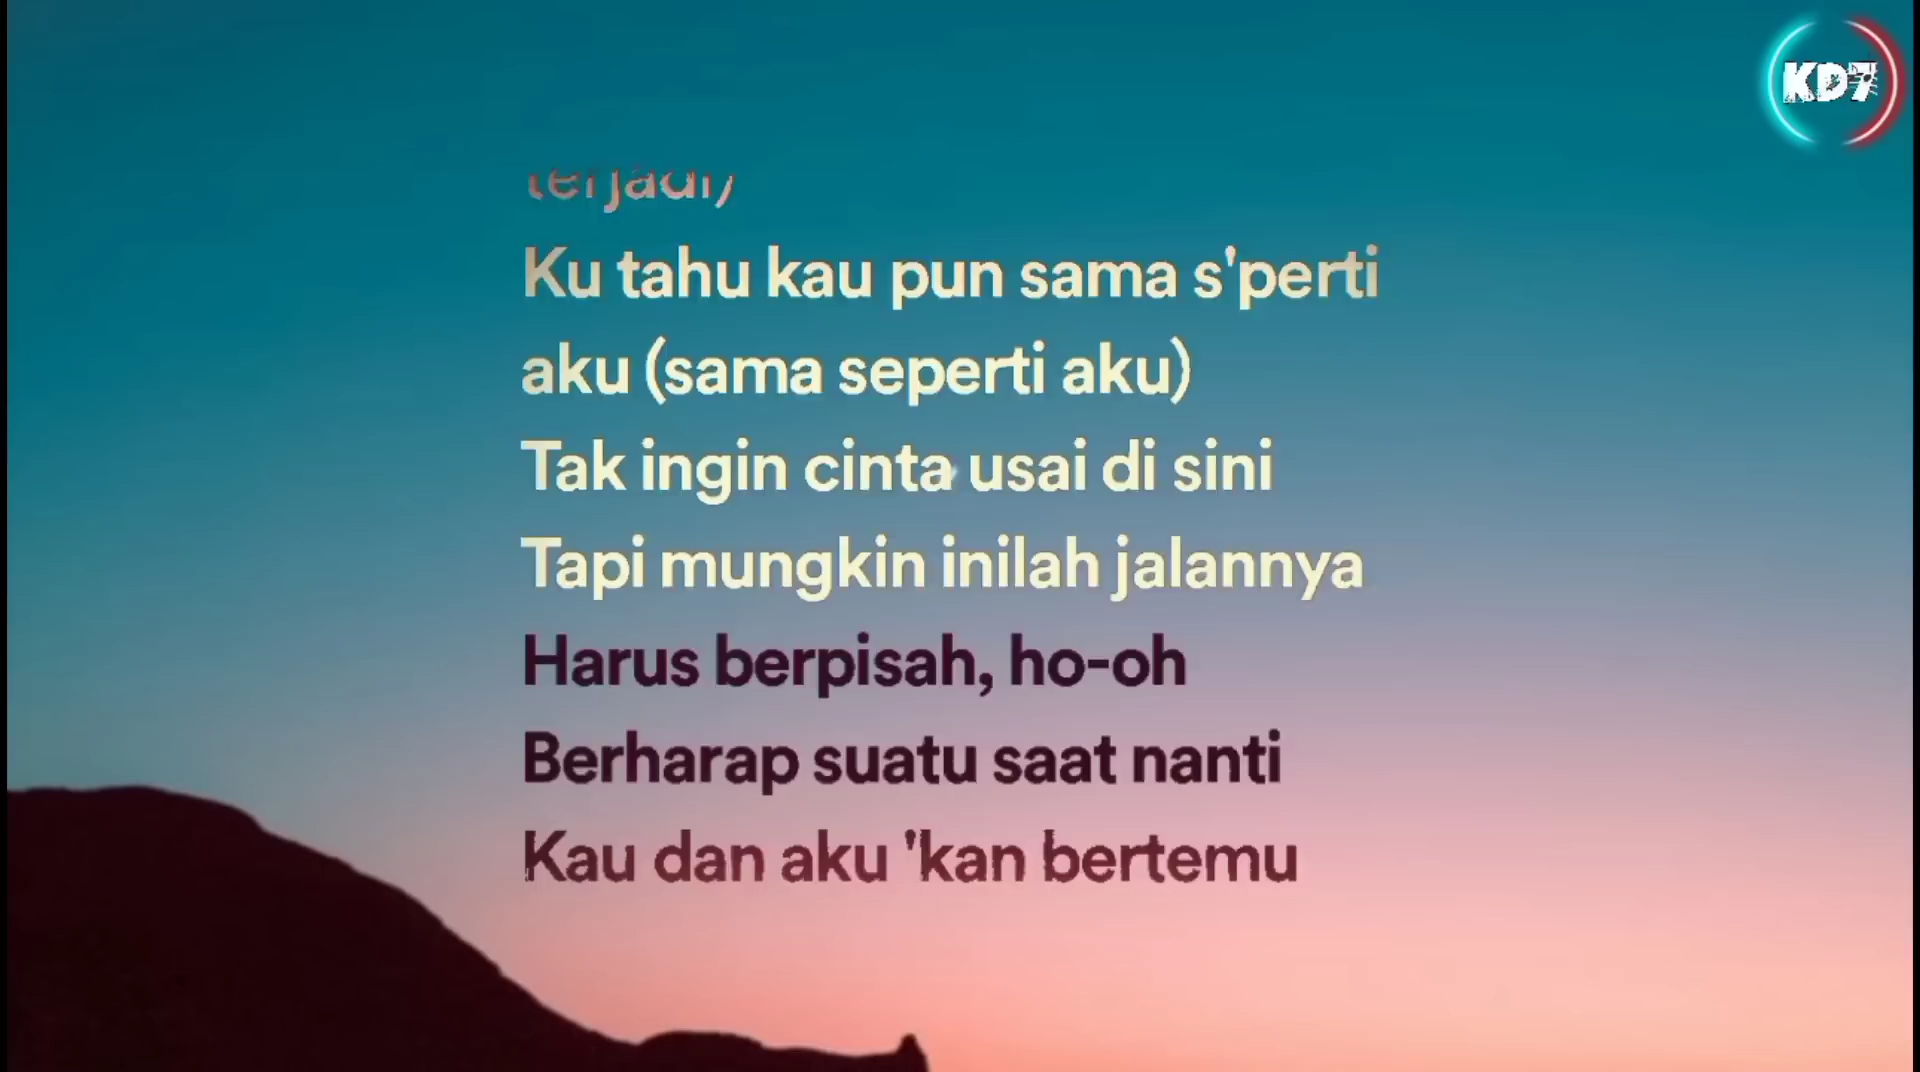 KD7
terjadi)
Ku tahu kau pun sama s'perti
aku (sama seperti aku)
Tak ingin cinta usai di sini
Tapi mungkin inilah jalannya
Harus berpisah, ho-oh
Berharap suatu saat nanti
Kau dan aku 'kan bertemu